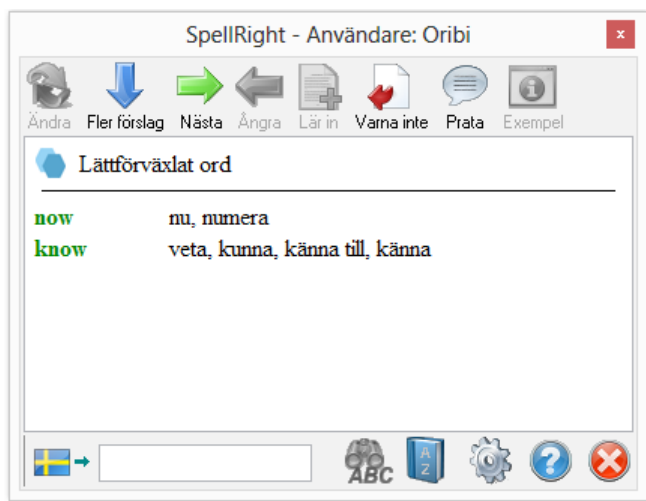 SpellRight - Användare: Oribi
x
Ändra Fler förslag Nästa Ångra Lär in Varna inte Prata Exempel
Lättförväxlat ord
now nu, numera
know veta, kunna, känna till, känna
ABC A Z ?